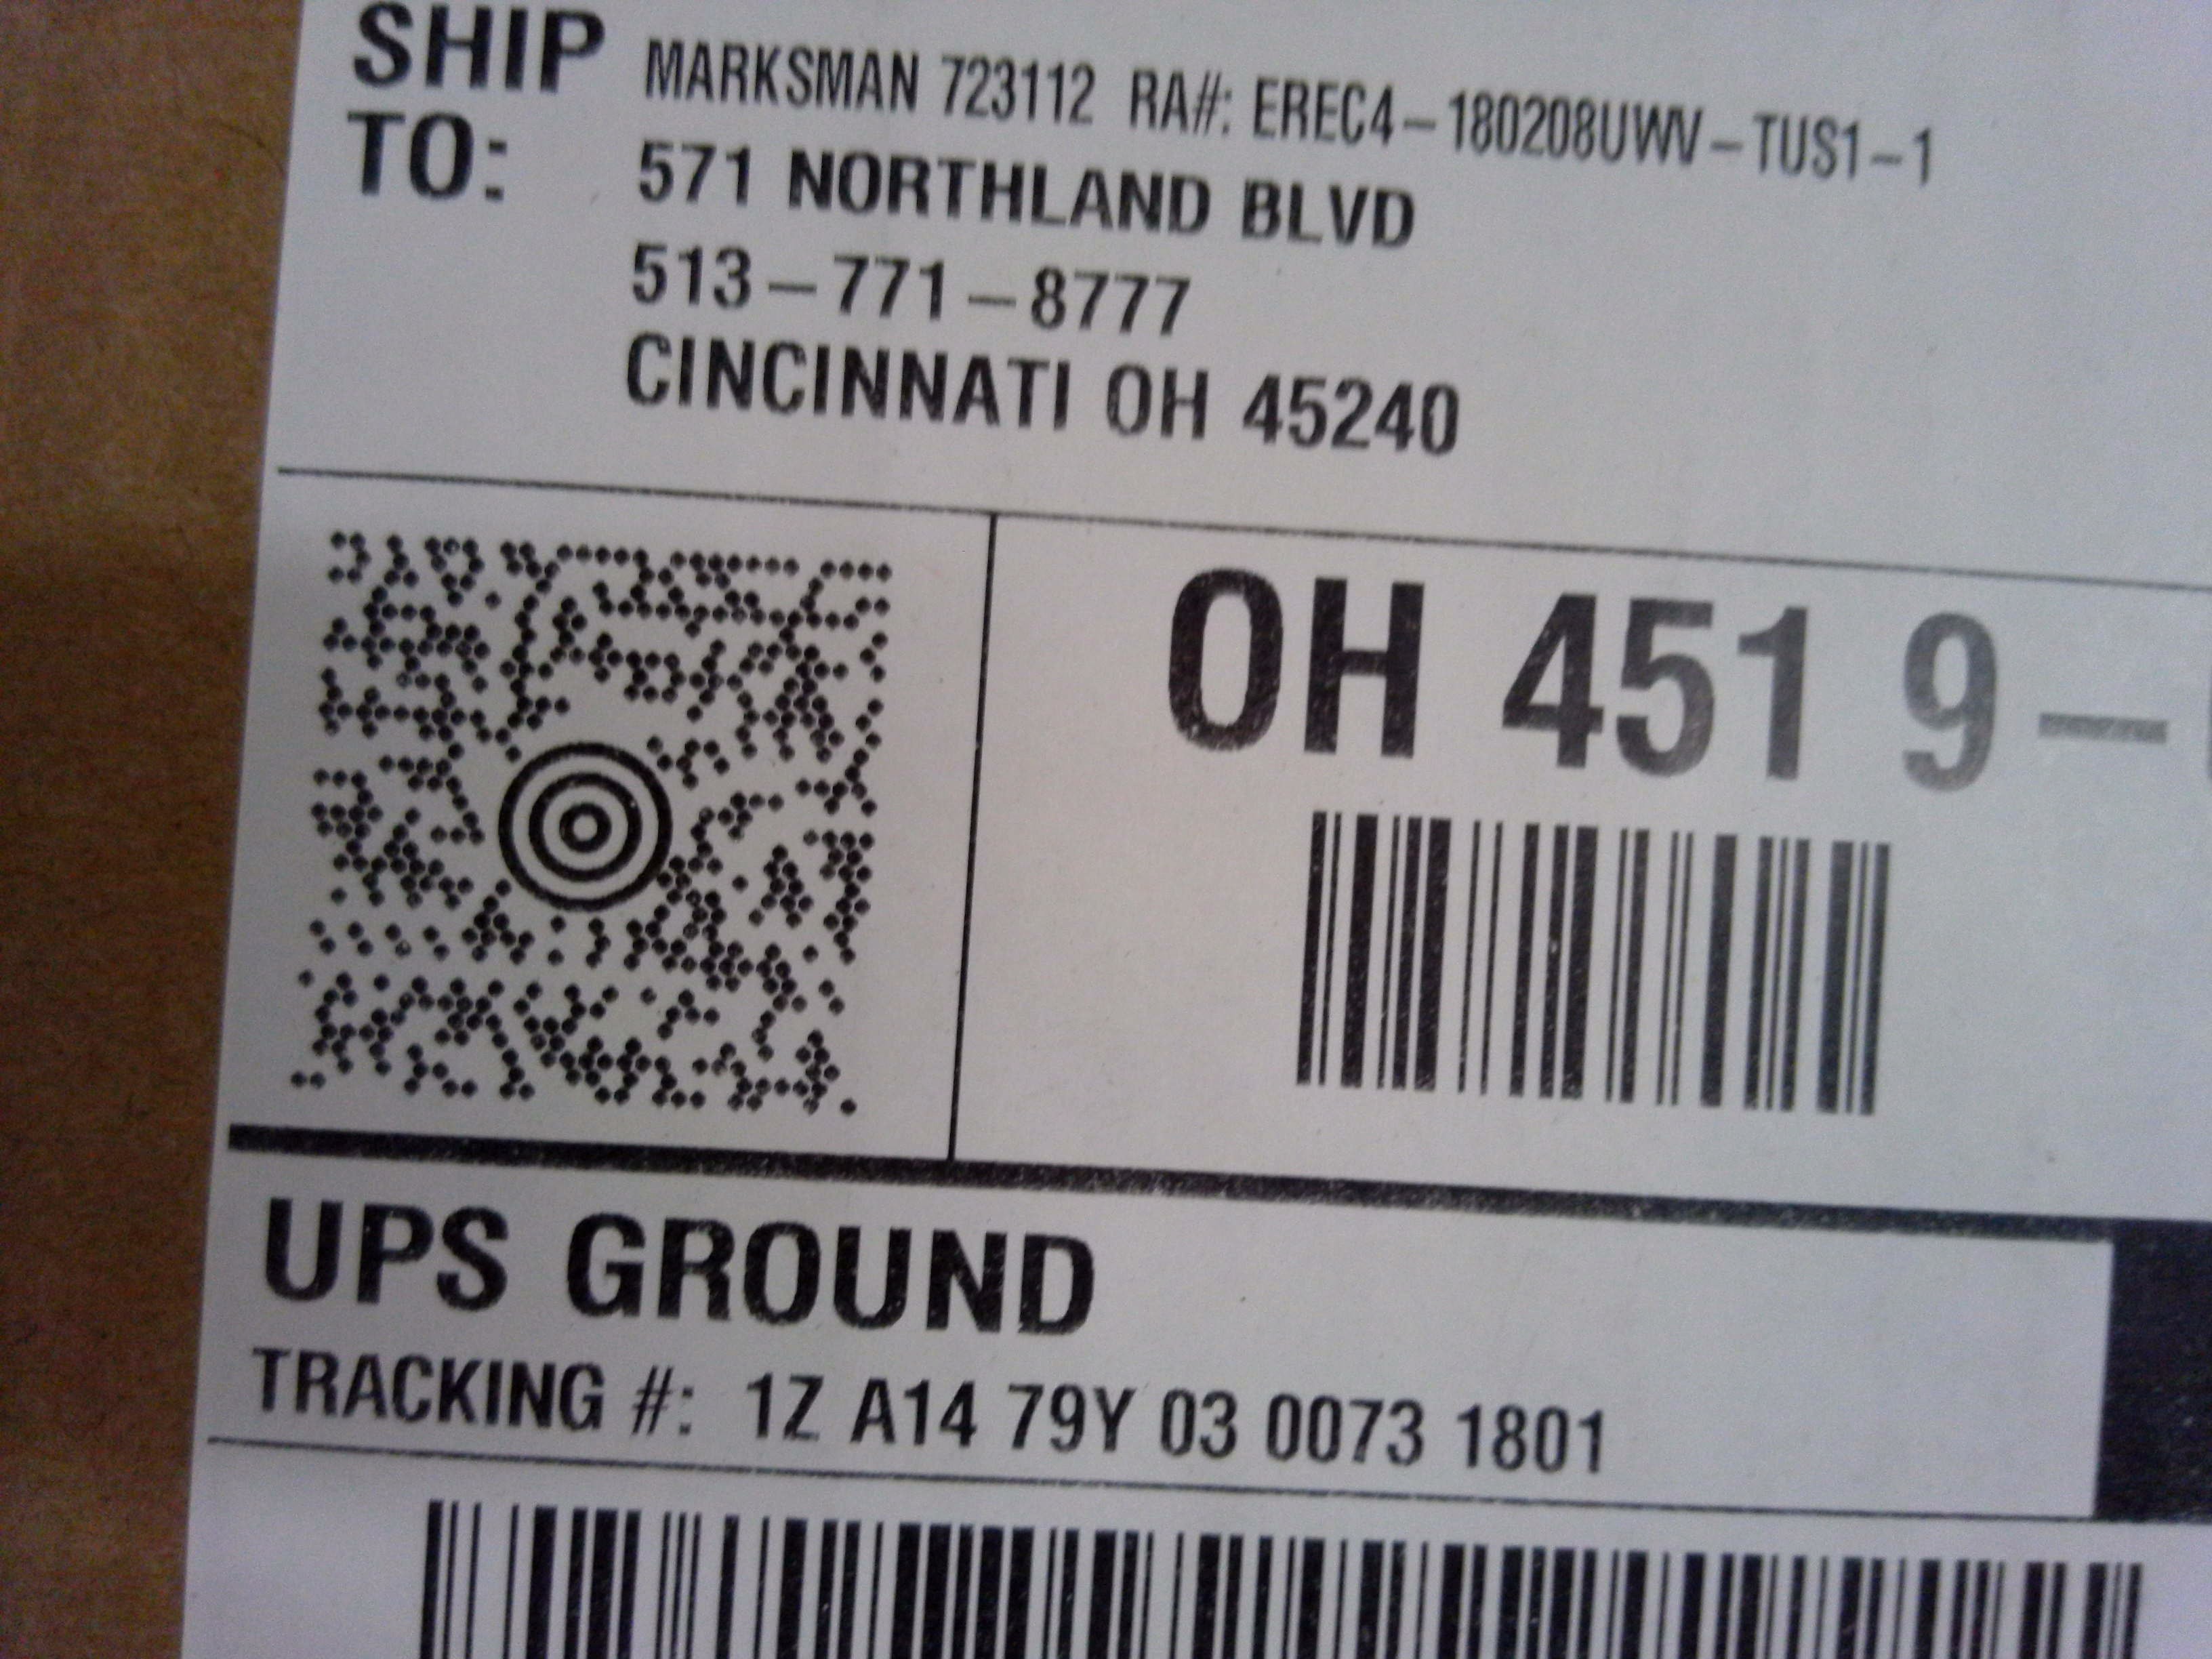 SHIP TO:
MARKSMAN 723112 RA#: EREC4-180208UWV-TUS1-1
571 NORTHLAND BLVD
513-771-8777
CINCINNATI OH 45240
OH 451 9-
UPS GROUND
TRACKING #: 1Z A14 79Y 03 0073 1801